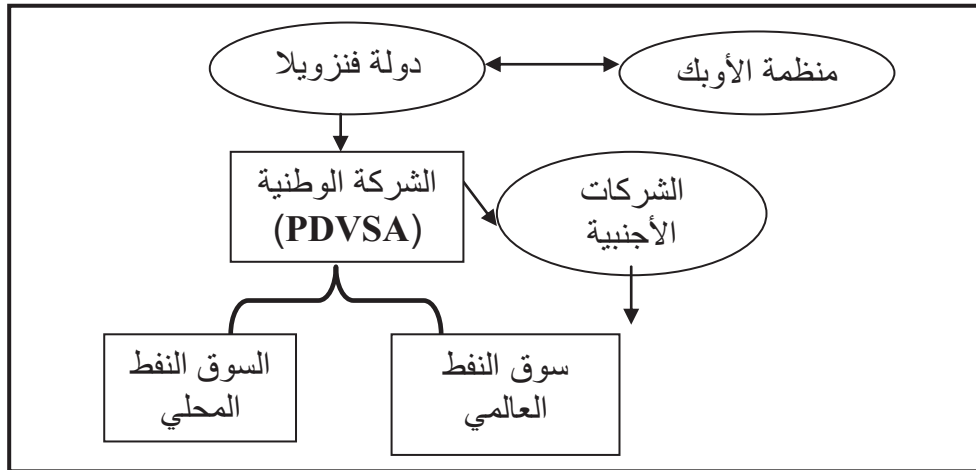 منظمة الأوبك
دولة فنزويلا
الشركة الوطنية
(PDVSA)
الشركات
الأجنبية
سوق النفط
العالمي
السوق النفط
المحلي